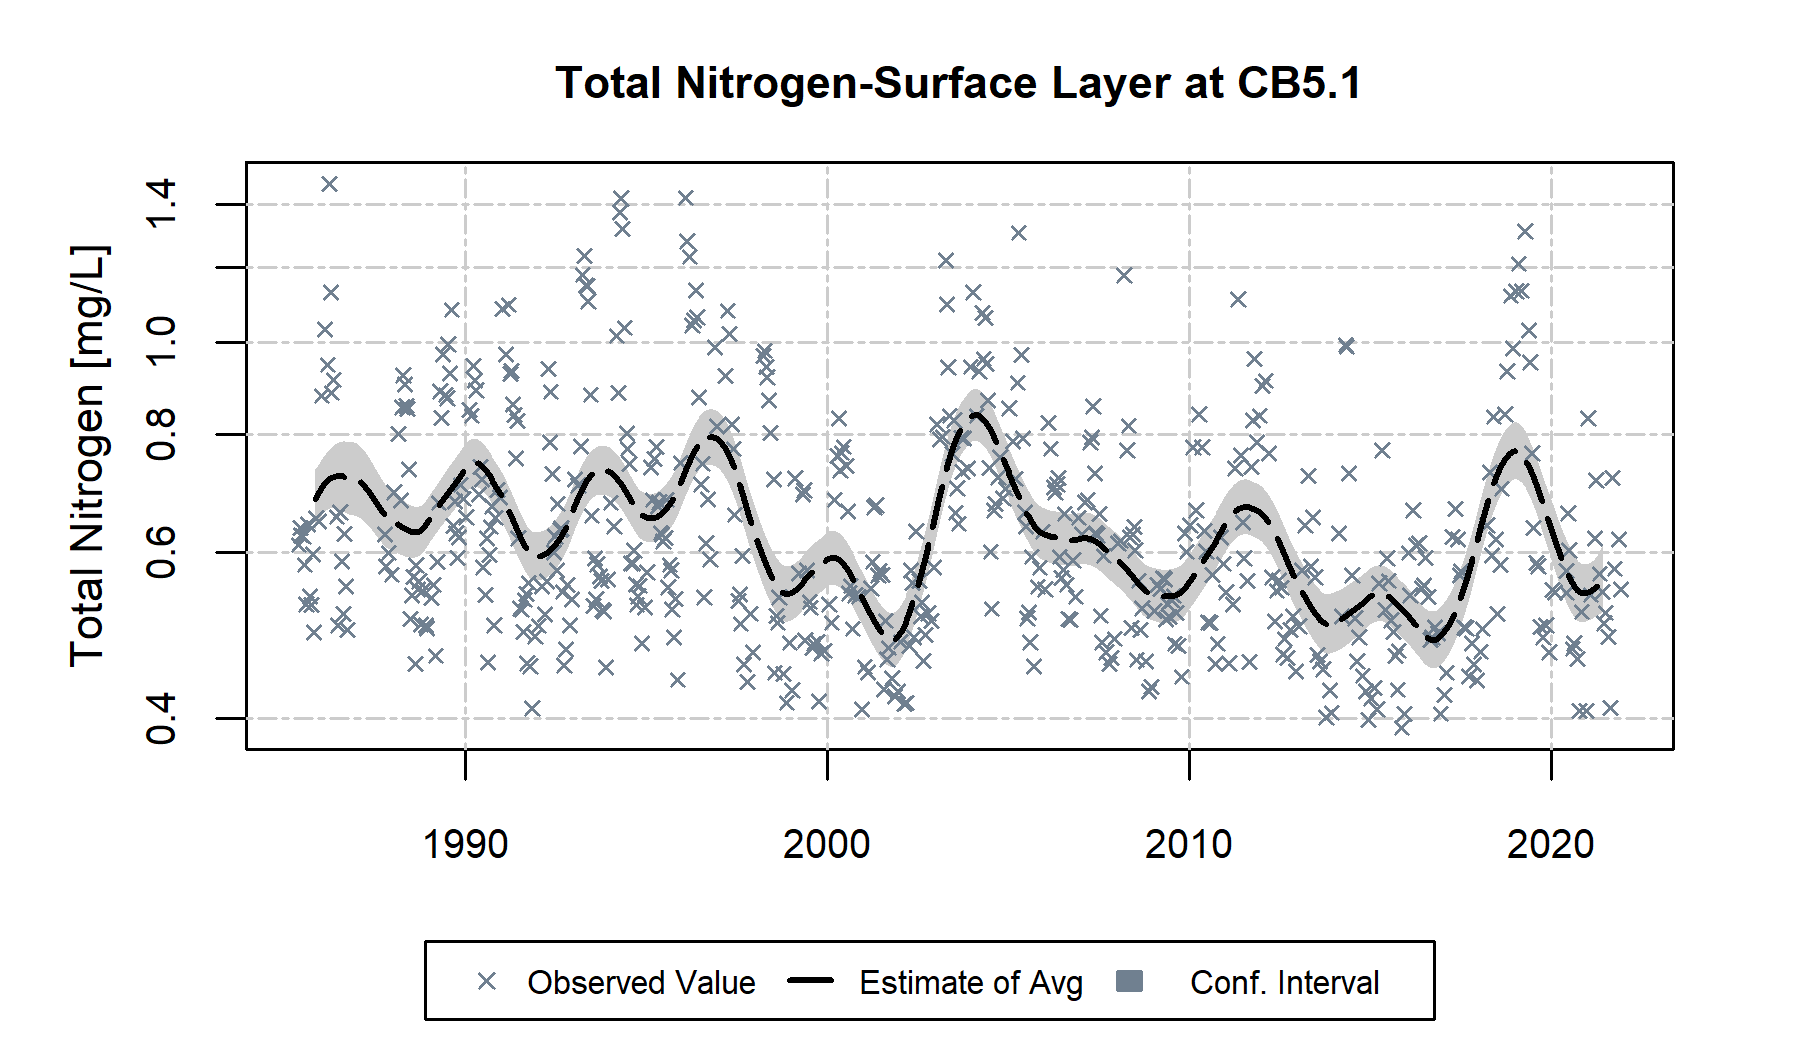 Total Nitrogen-Surface Layer at CB5.1
Total Nitrogen [mg/L]
1.4
1.0
0.8
0.6
0.4
1990 2000 2010 2020
Observed Value Estimate of Avg Conf. Interval